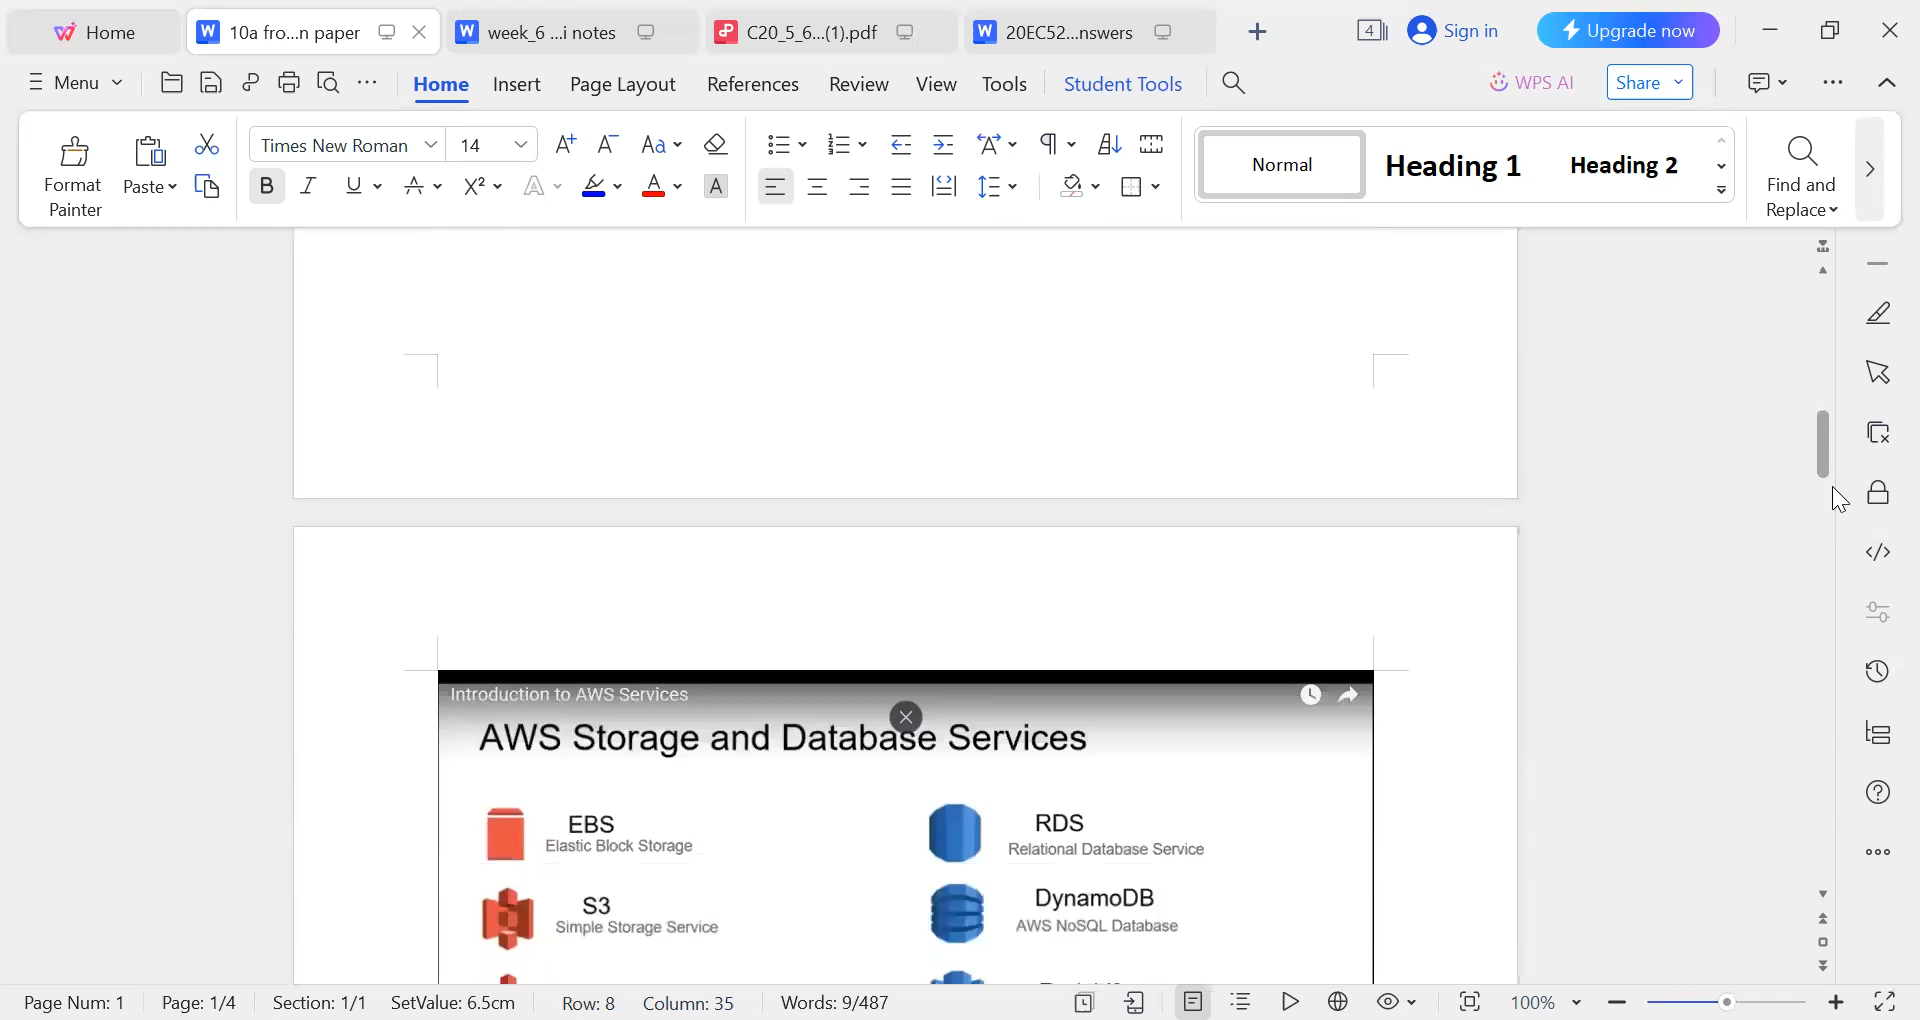 Home
10a fro...n paper
week_6 ...i notes
C20_5_6...(1).pdf
20EC52...nswers
4
Sign in
Upgrade now
Menu
Home
Insert
Page Layout
References
Review
View
Tools
Student Tools
WPS AI
Share
Format
Painter
Paste
Times New Roman
14
Normal
Heading 1
Heading 2
Find and
Replace
Introduction to AWS Services
AWS Storage and Database Services
EBS
Elastic Block Storage
RDS
Relational Database Service
S3
Simple Storage Service
DynamoDB
AWS NoSQL Database
Page Num: 1
Page: 1/4
Section: 1/1
SetValue: 6.5cm
Row: 8
Column: 35
Words: 9/487
100%